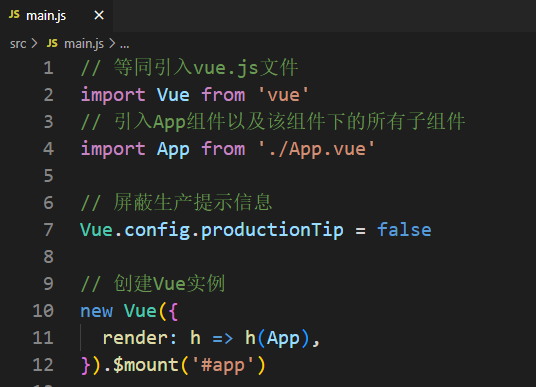 JS main.js ×
src > JS main.js > ...
1 // 等同引入vue.js文件
2 import Vue from 'vue'
3 // 引入App组件以及该组件下的所有子组件
4 import App from './App.vue'
5
6 // 屏蔽生产提示信息
7 Vue.config.productionTip = false
8
9 // 创建Vue实例
10 new Vue({
11   render: h => h(App),
12 }).$mount('#app')